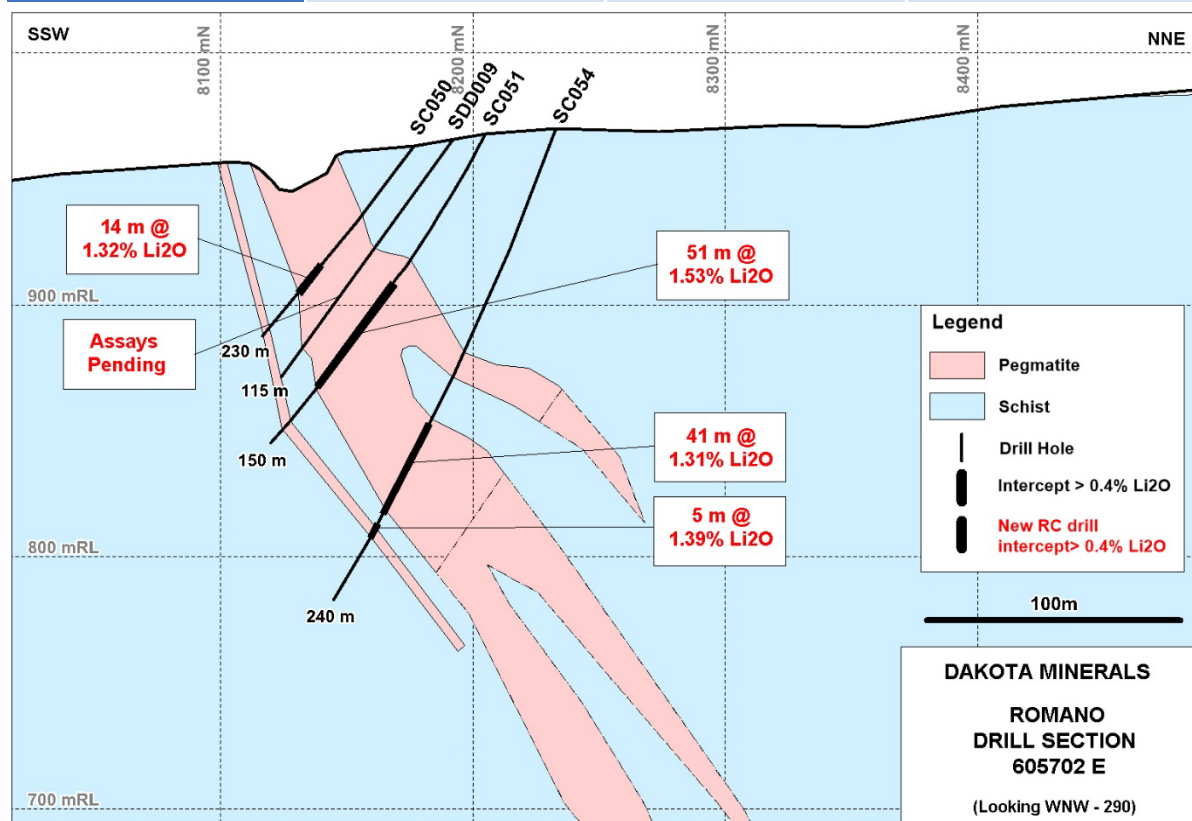 SSW
NNE
8100 mN
8200 mN
8300 mN
8400 mN
SC050
SDD009
SC051
SC054
14 m @
1.32% Li2O
51 m @
1.53% Li2O
900 mRL
Assays
Pending
230 m
115 m
150 m
41 m @
1.31% Li2O
5 m @
1.39% Li2O
800 mRL
240 m
700 mRL
Legend
Pegmatite
Schist
Drill Hole
Intercept > 0.4% Li2O
New RC drill
intercept> 0.4% Li2O
100m
DAKOTA MINERALS
ROMANO
DRILL SECTION
605702 E
(Looking WNW - 290)